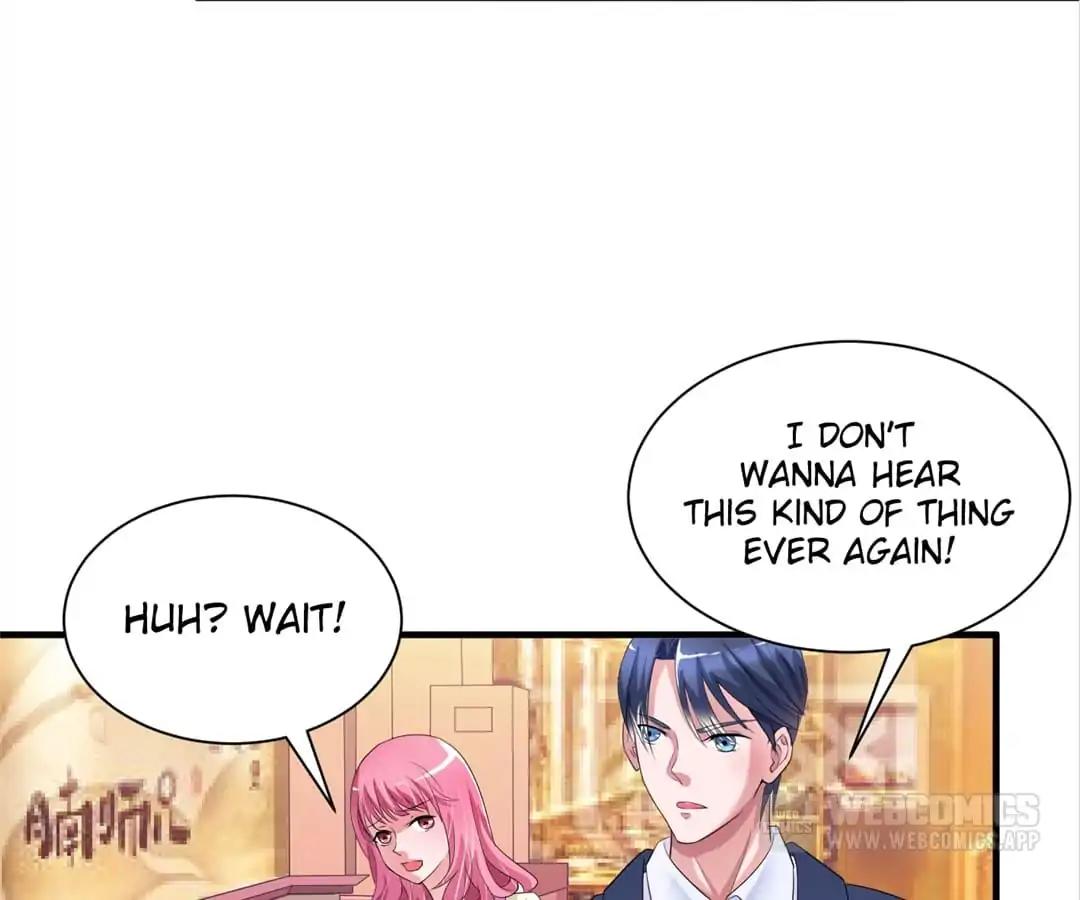 I DON'T
WANNA HEAR
THIS KIND OF THING
EVER AGAIN!
HUH? WAIT!
WEBCOMICS
WWW.WEBCOMICS.APP